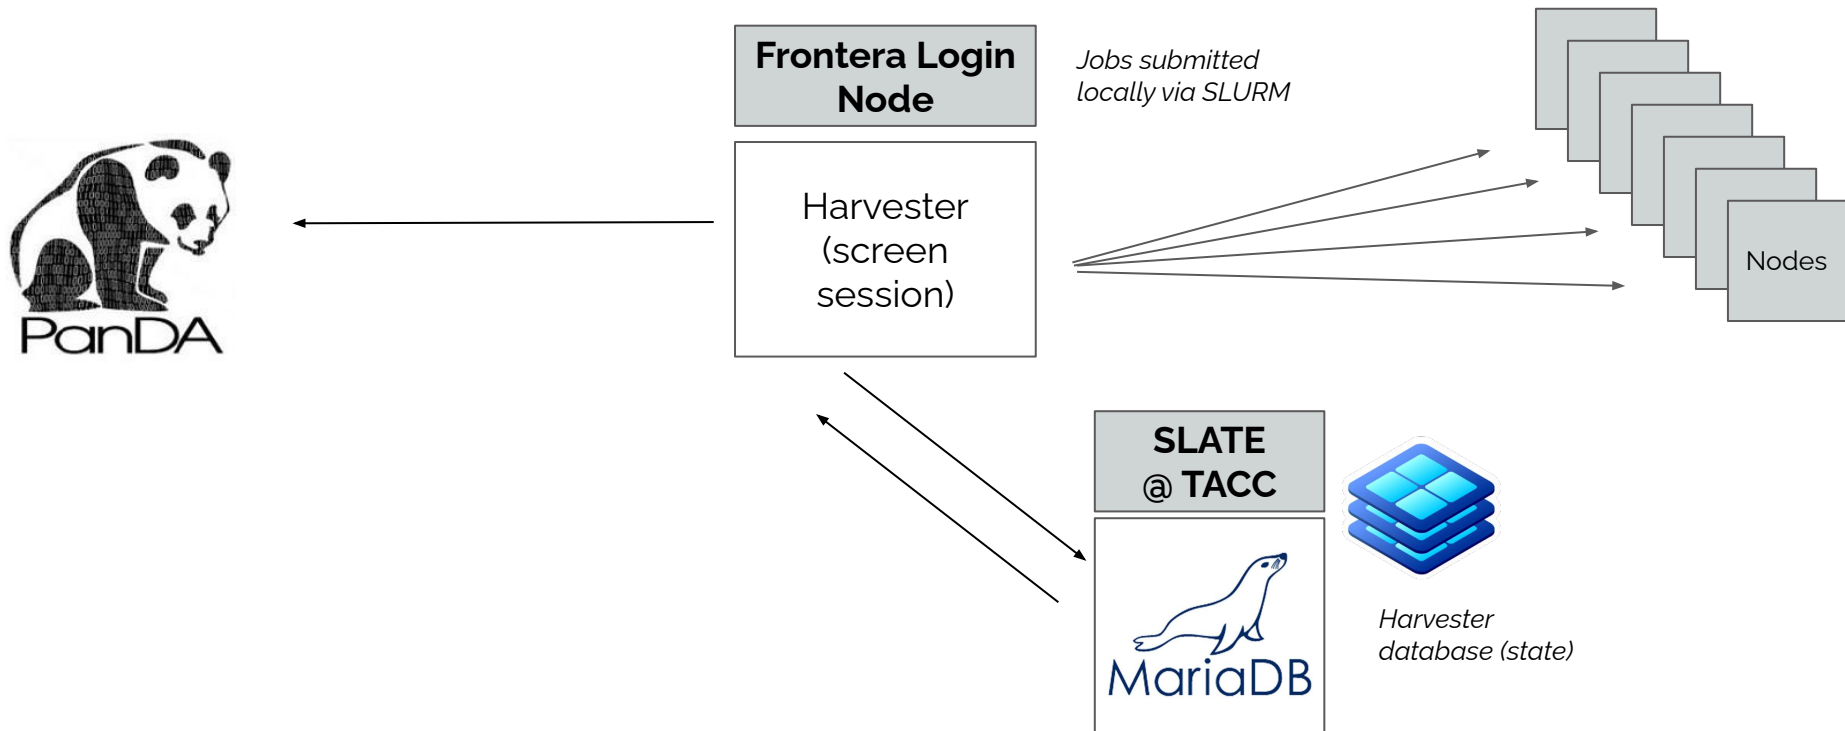 Frontera Login
Node
Jobs submitted
locally via SLURM
PanDA
Harvester
(screen
session)
Nodes
SLATE
@ TACC
MariaDB
Harvester
database (state)